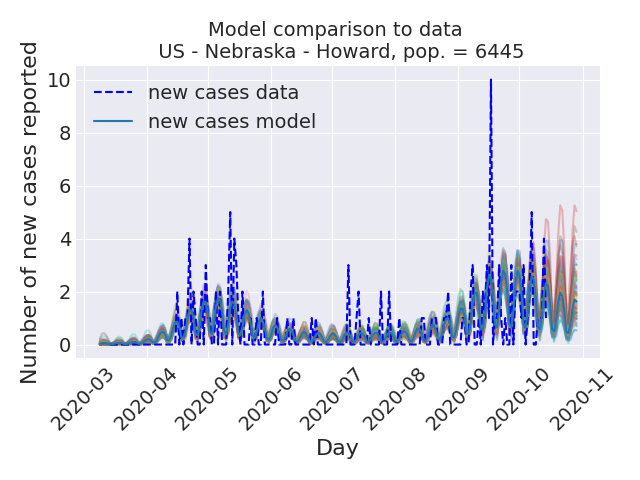 Model comparison to data
US - Nebraska - Howard, pop. = 6445
Number of new cases reported
10
8
6
4
2
0
new cases data
new cases model
2020-03
2020-04
2020-05
2020-06
2020-07
2020-08
2020-09
2020-10
2020-11
Day